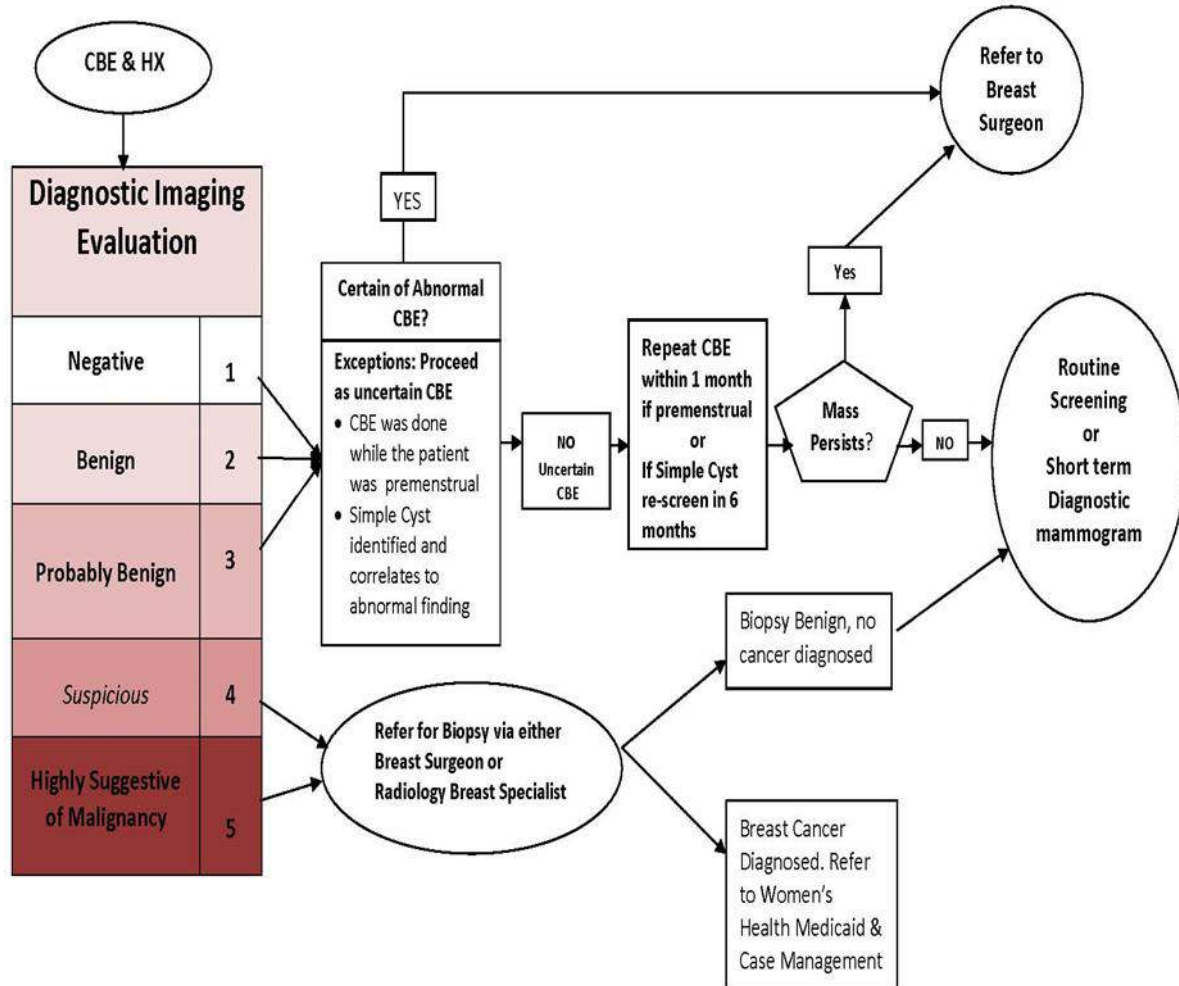 CBE & HX
Diagnostic Imaging
Evaluation
Negative 1
Benign 2
Probably Benign 3
Suspicious 4
Highly Suggestive
of Malignancy 5
YES
Certain of Abnormal
CBE?
Exceptions: Proceed
as uncertain CBE
• CBE was done
while the patient
was premenstrual
• Simple Cyst
identified and
correlates to
abnormal finding
NO
Uncertain
CBE
Repeat CBE
within 1 month
if premenstrual
or
If Simple Cyst
re-screen in 6
months
Mass
Persists?
Yes
Refer to
Breast
Surgeon
NO
Routine
Screening
or
Short term
Diagnostic
mammogram
Refer for Biopsy via either
Breast Surgeon or
Radiology Breast Specialist
Biopsy Benign, no
cancer diagnosed
Breast Cancer
Diagnosed. Refer
to Women's
Health Medicaid &
Case Management